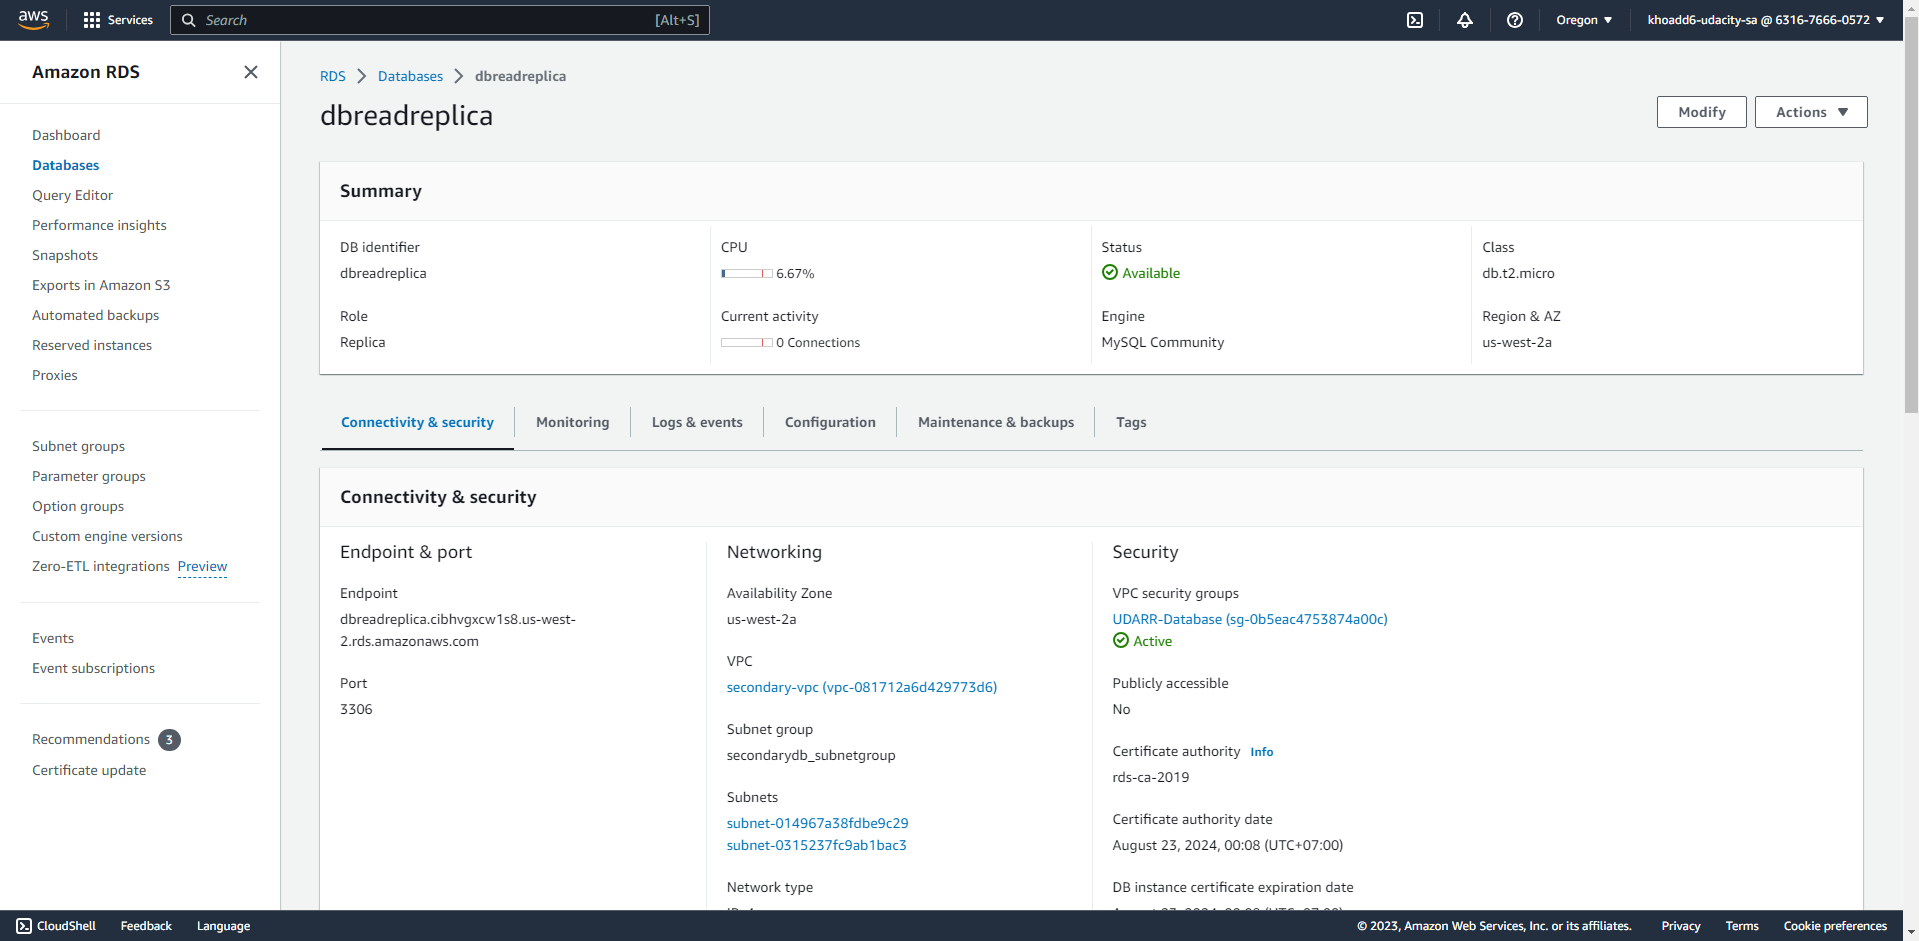 aws Services Search [Alt+S] Oregon ▼ khoadd6-udacity-sa @ 6316-7666-0572 ▼
Amazon RDS
Dashboard
Databases
Query Editor
Performance insights
Snapshots
Exports in Amazon S3
Automated backups
Reserved instances
Proxies
Subnet groups
Parameter groups
Option groups
Custom engine versions
Zero-ETL integrations Preview
Events
Event subscriptions
Recommendations 3
Certificate update
RDS > Databases > dbreadreplica
dbreadreplica
Modify
Actions ▼
Summary
DB identifier
dbreadreplica
Role
Replica
CPU
6.67%
Current activity
0 Connections
Status
Available
Engine
MySQL Community
Class
db.t2.micro
Region & AZ
us-west-2a
Connectivity & security
Monitoring
Logs & events
Configuration
Maintenance & backups
Tags
Connectivity & security
Endpoint & port
Endpoint
dbreadreplica.cibhvgxcw1s8.us-west-
2.rds.amazonaws.com
Port
3306
Networking
Availability Zone
us-west-2a
VPC
secondary-vpc (vpc-081712a6d429773d6)
Subnet group
secondarydb_subnetgroup
Subnets
subnet-014967a38fdbe9c29
subnet-0315237fc9ab1bac3
Network type
Security
VPC security groups
UDARR-Database (sg-0b5eac4753874a00c)
Active
Publicly accessible
No
Certificate authority Info
rds-ca-2019
Certificate authority date
August 23, 2024, 00:08 (UTC+07:00)
DB instance certificate expiration date
CloudShell Feedback Language © 2023, Amazon Web Services, Inc. or its affiliates. Privacy Terms Cookie preferences